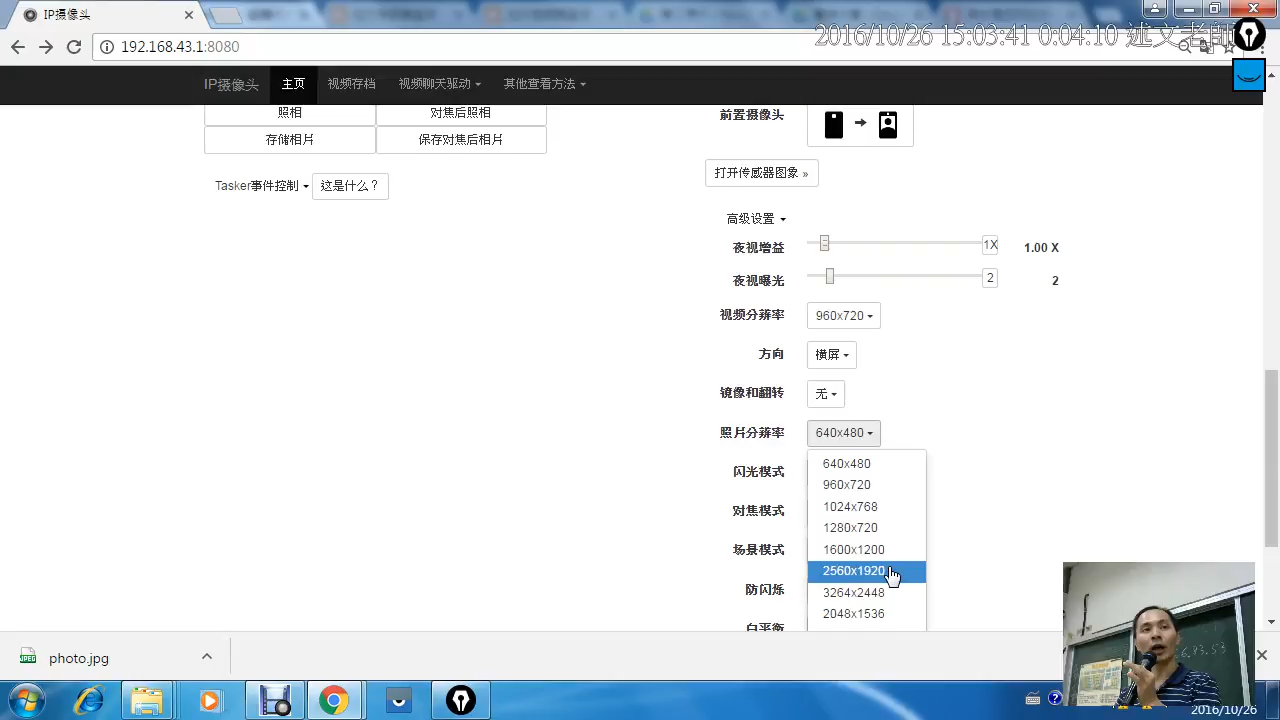 IP摄像头
192.168.43.1:8080
2016/10/26 15:03:41 0:04:10 述文老師
IP摄像头 主页 视频存档 视频聊天驱动 其他查看方法
照相 对焦后照相
前置摄像头
存储相片 保存对焦后相片
打开传感器图象 »
Tasker事件控制 这是什么？
高级设置
夜视增益 1X 1.00 X
夜视曝光 2 2
视频分辨率 960x720
方向 横屏
镜像和翻转 无
照片分辨率 640x480
640x480
闪光模式
960x720
1024x768
对焦模式
1280x720
场景模式
1600x1200
2560x1920
防闪烁
3264x2448
2048x1536
白平衡
photo.jpg
JPEG
2016/10/26